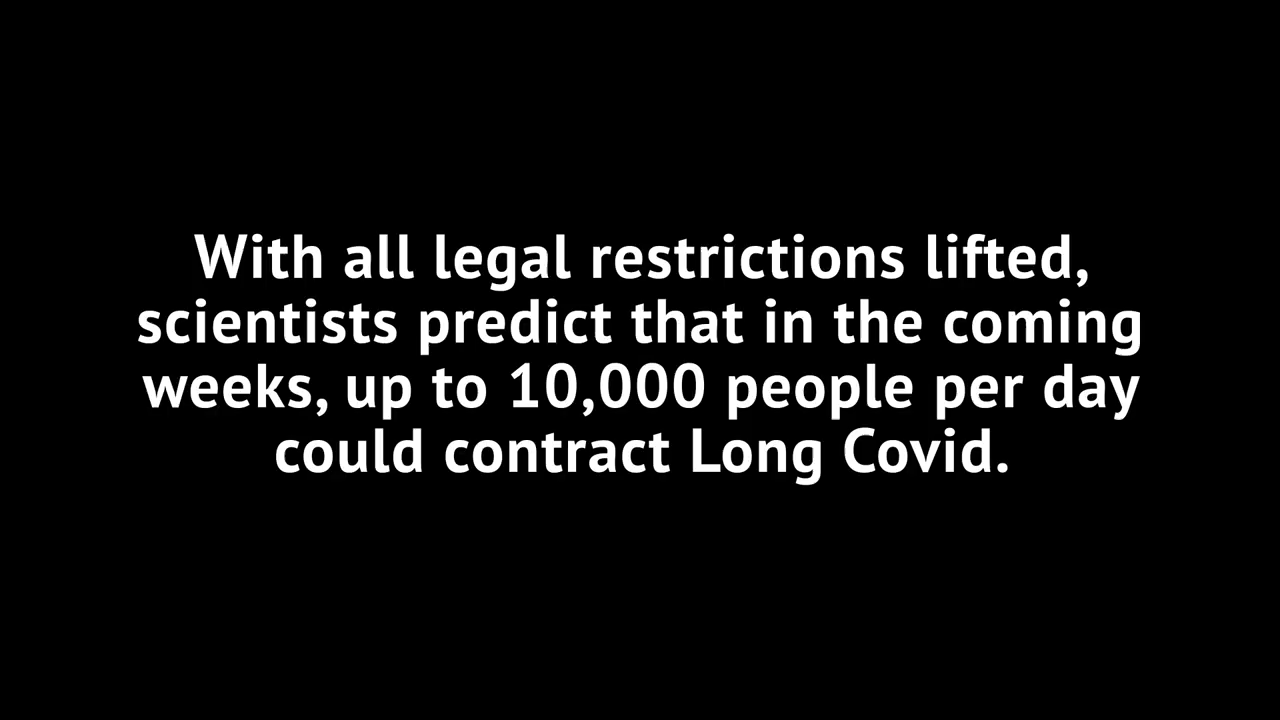 With all legal restrictions lifted,
scientists predict that in the coming
weeks, up to 10,000 people per day
could contract Long Covid.